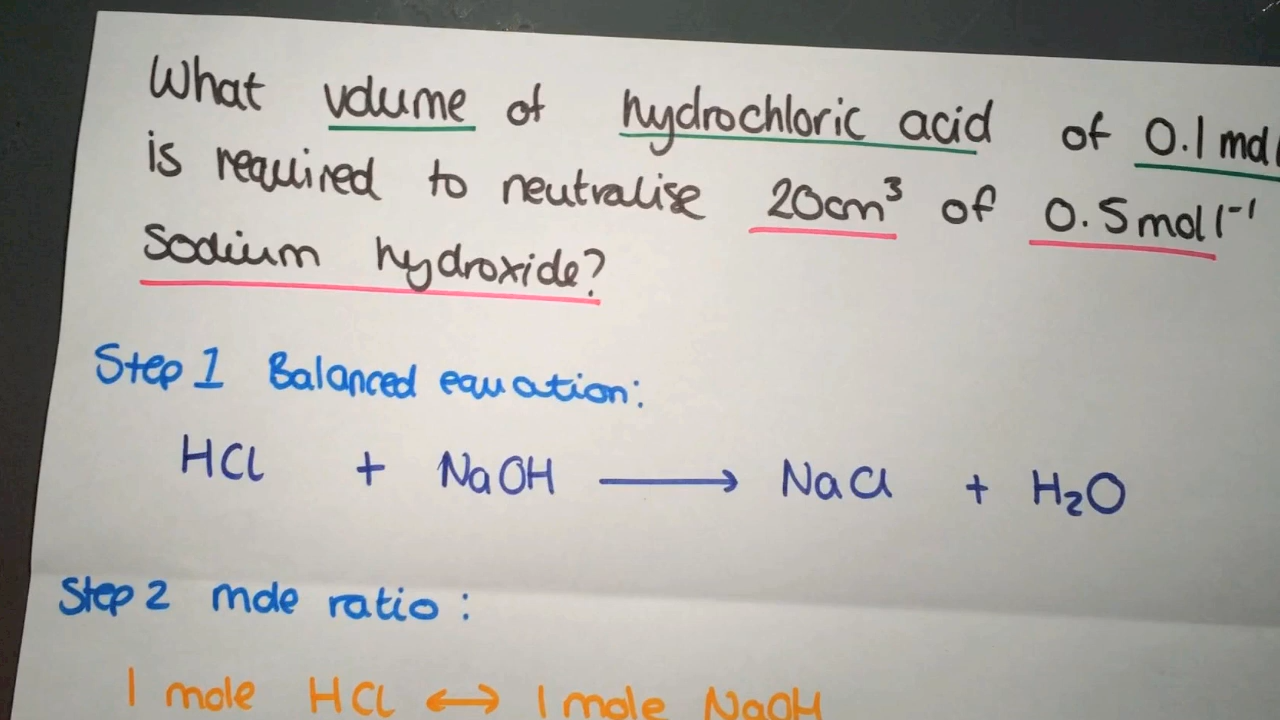 What volume of hydrochloric acid of 0.1 mol
is required to neutralise 20cm³ of 0.5 mol l⁻¹
sodium hydroxide?
Step 1 Balanced equation:
HCl + NaOH ⟶ NaCl + H₂O
Step 2 mole ratio:
1 mole HCl ⟷ 1 mole NaOH